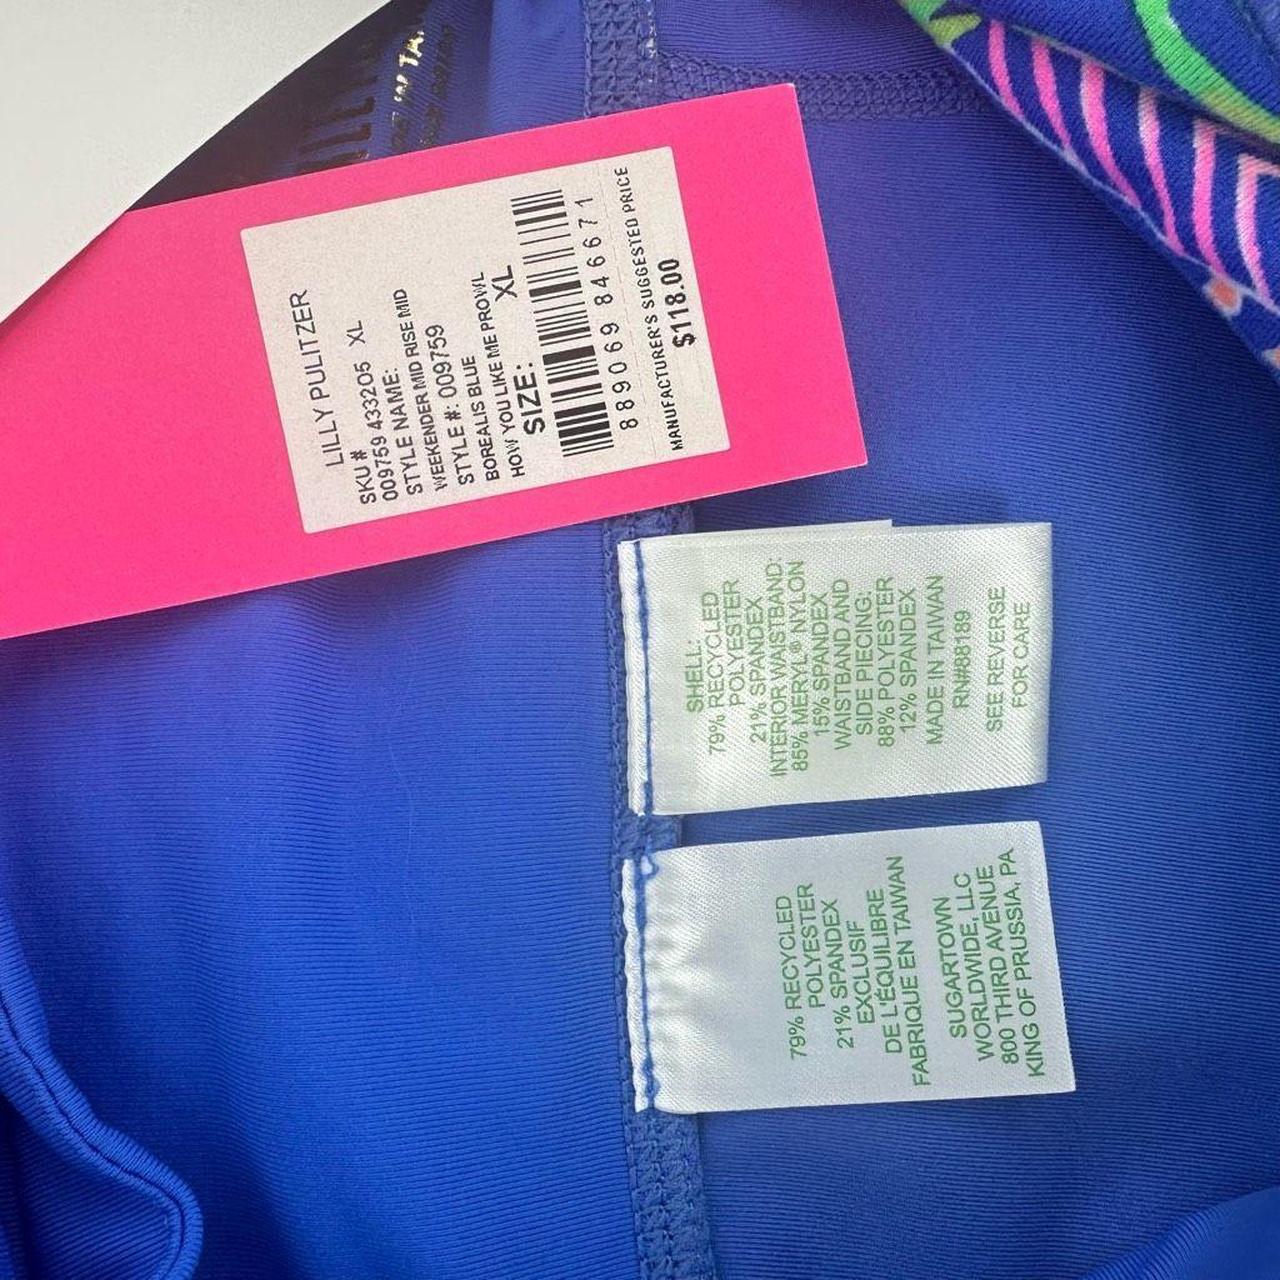 LILLY PULITZER
SKU #
009759 433205 XL
STYLE NAME:
WEEKENDER MID RISE MID
STYLE #: 009759
BOREALIS BLUE
HOW YOU LIKE ME PROWL
SIZE: XL
889069 846671
MANUFACTURER'S SUGGESTED PRICE
$118.00
SHELL:
79% RECYCLED
POLYESTER
21% SPANDEX
INTERIOR WAISTBAND:
85% MERYL® NYLON
15% SPANDEX
WAISTBAND AND
SIDE PIECING:
88% POLYESTER
12% SPANDEX
MADE IN TAIWAN
RN#88189
SEE REVERSE
FOR CARE
79% RECYCLED
POLYESTER
21% SPANDEX
EXCLUSIF
DE L'ÉQUILIBRE
FABRIQUE EN TAIWAN
SUGARTOWN
WORLDWIDE, LLC
800 THIRD AVENUE
KING OF PRUSSIA, PA